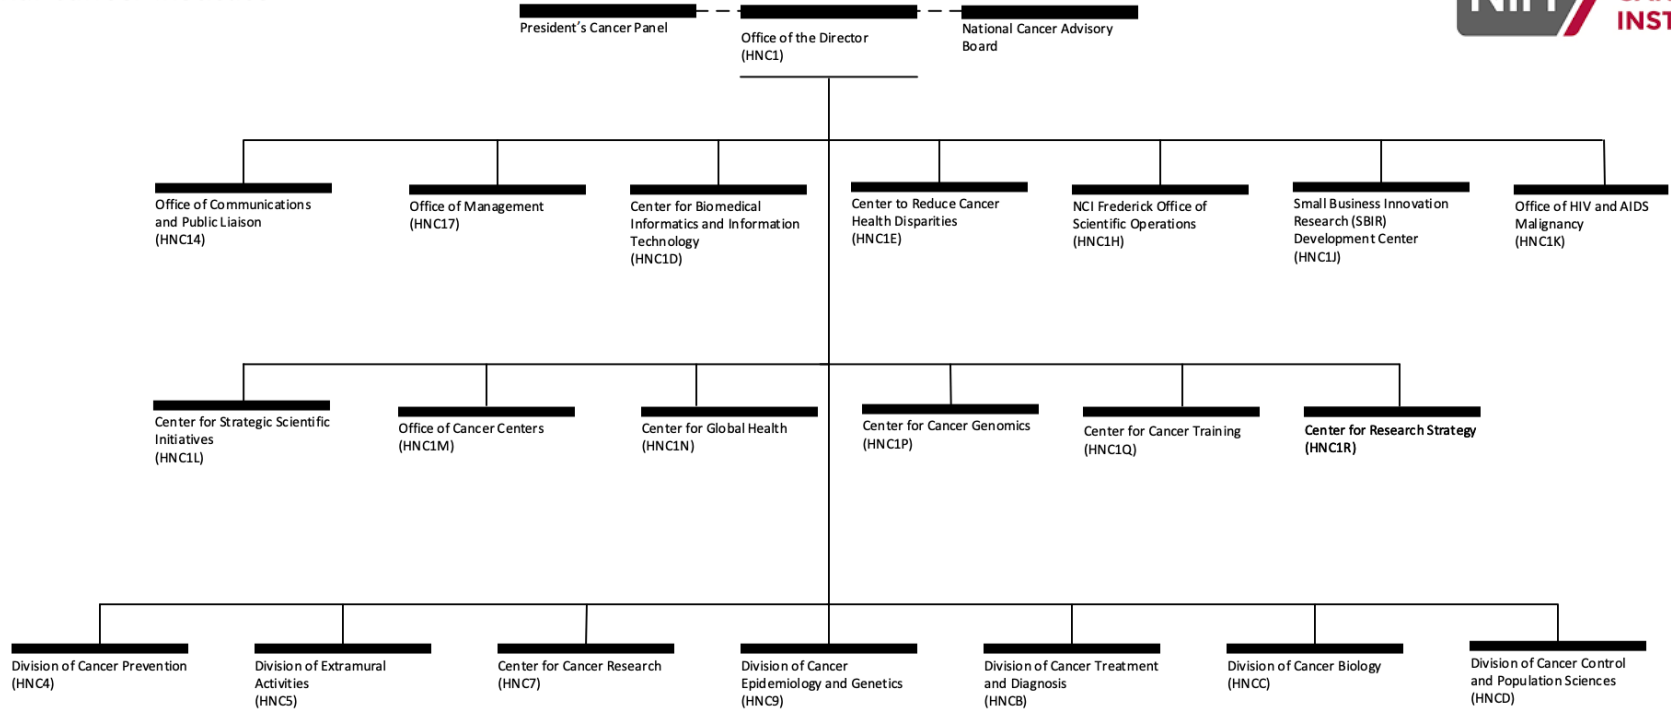 President's Cancer Panel
Office of the Director
(HNC1)
National Cancer Advisory
Board
NIH
INST
Office of Communications
and Public Liaison
(HNC14)
Office of Management
(HNC17)
Center for Biomedical
Informatics and Information
Technology
(HNC1D)
Center to Reduce Cancer
Health Disparities
(HNC1E)
NCI Frederick Office of
Scientific Operations
(HNC1H)
Small Business Innovation
Research (SBIR)
Development Center
(HNC1J)
Office of HIV and AIDS
Malignancy
(HNC1K)
Center for Strategic Scientific
Initiatives
(HNC1L)
Office of Cancer Centers
(HNC1M)
Center for Global Health
(HNC1N)
Center for Cancer Genomics
(HNC1P)
Center for Cancer Training
(HNC1Q)
Center for Research Strategy
(HNC1R)
Division of Cancer Prevention
(HNC4)
Division of Extramural
Activities
(HNC5)
Center for Cancer Research
(HNC7)
Division of Cancer
Epidemiology and Genetics
(HNC9)
Division of Cancer Treatment
and Diagnosis
(HNCB)
Division of Cancer Biology
(HNCC)
Division of Cancer Control
and Population Sciences
(HNCD)